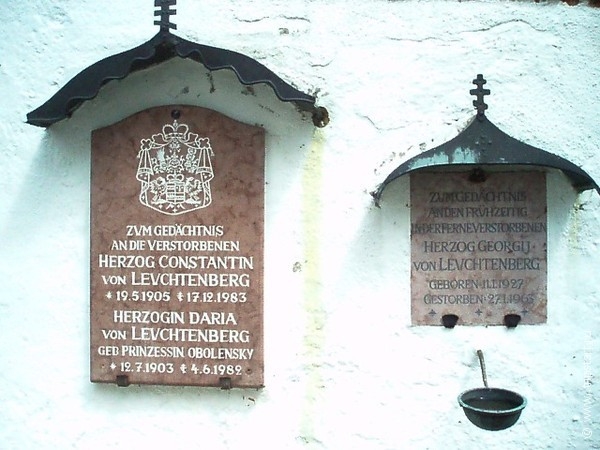 ZVM GEDÄCHTNIS
AN DIE VERSTORBENEN
HERZOG CONSTANTIN
VON LEVCHTENBERG
✦ 19.5.1905 ‡ 17.12.1983
HERZOGIN DARIA
VON LEVCHTENBERG
GEB PRINZESSIN OBOLENSKY
✦ 12.7.1903 ‡ 4.6.1982
ZVM GEDÄCHTNIS
AN DEN FRVHZEITIG
IN DER FERNE VERSTORBENEN
HERZOG GEORGIJ
VON LEVCHTENBERG
GEBOREN · 11.1.1927
GESTORBEN · 27.1.1963